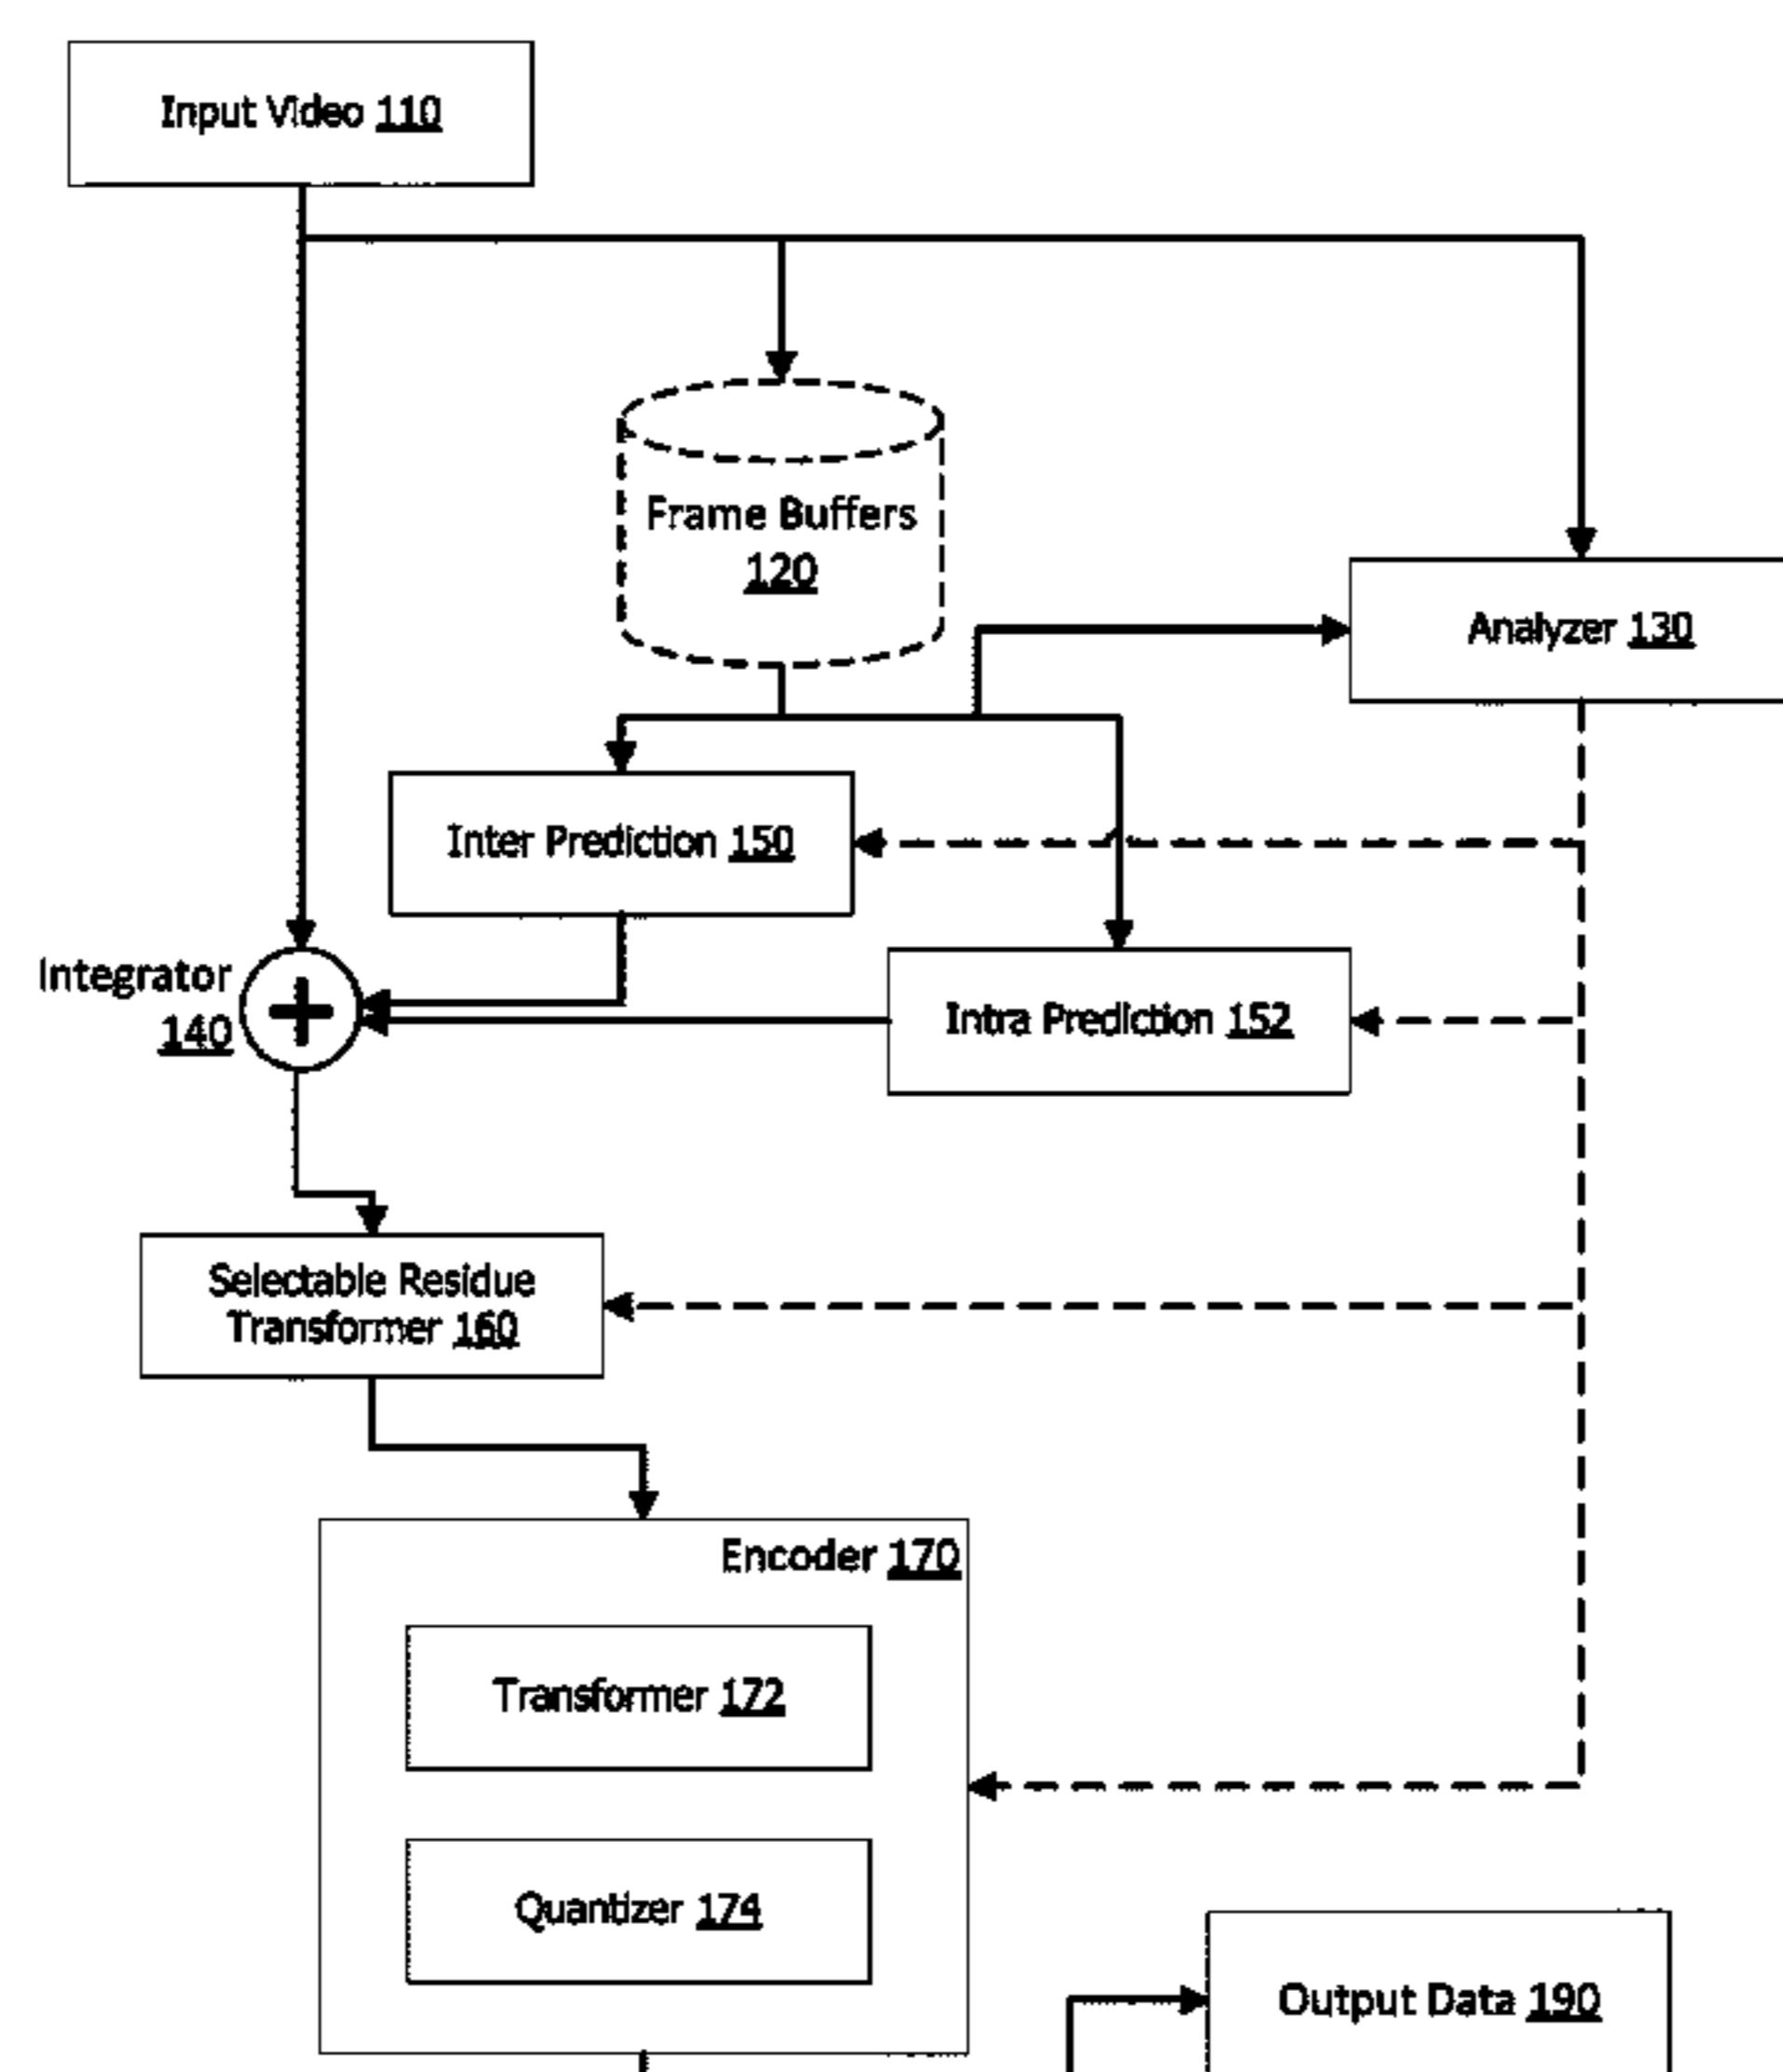 Input Video 110
Frame Buffers
120
Analyzer 130
Inter Prediction 150
Integrator
140
Intra Prediction 152
Selectable Residue
Transformer 160
Encoder 170
Transformer 172
Quantizer 174
Output Data 190